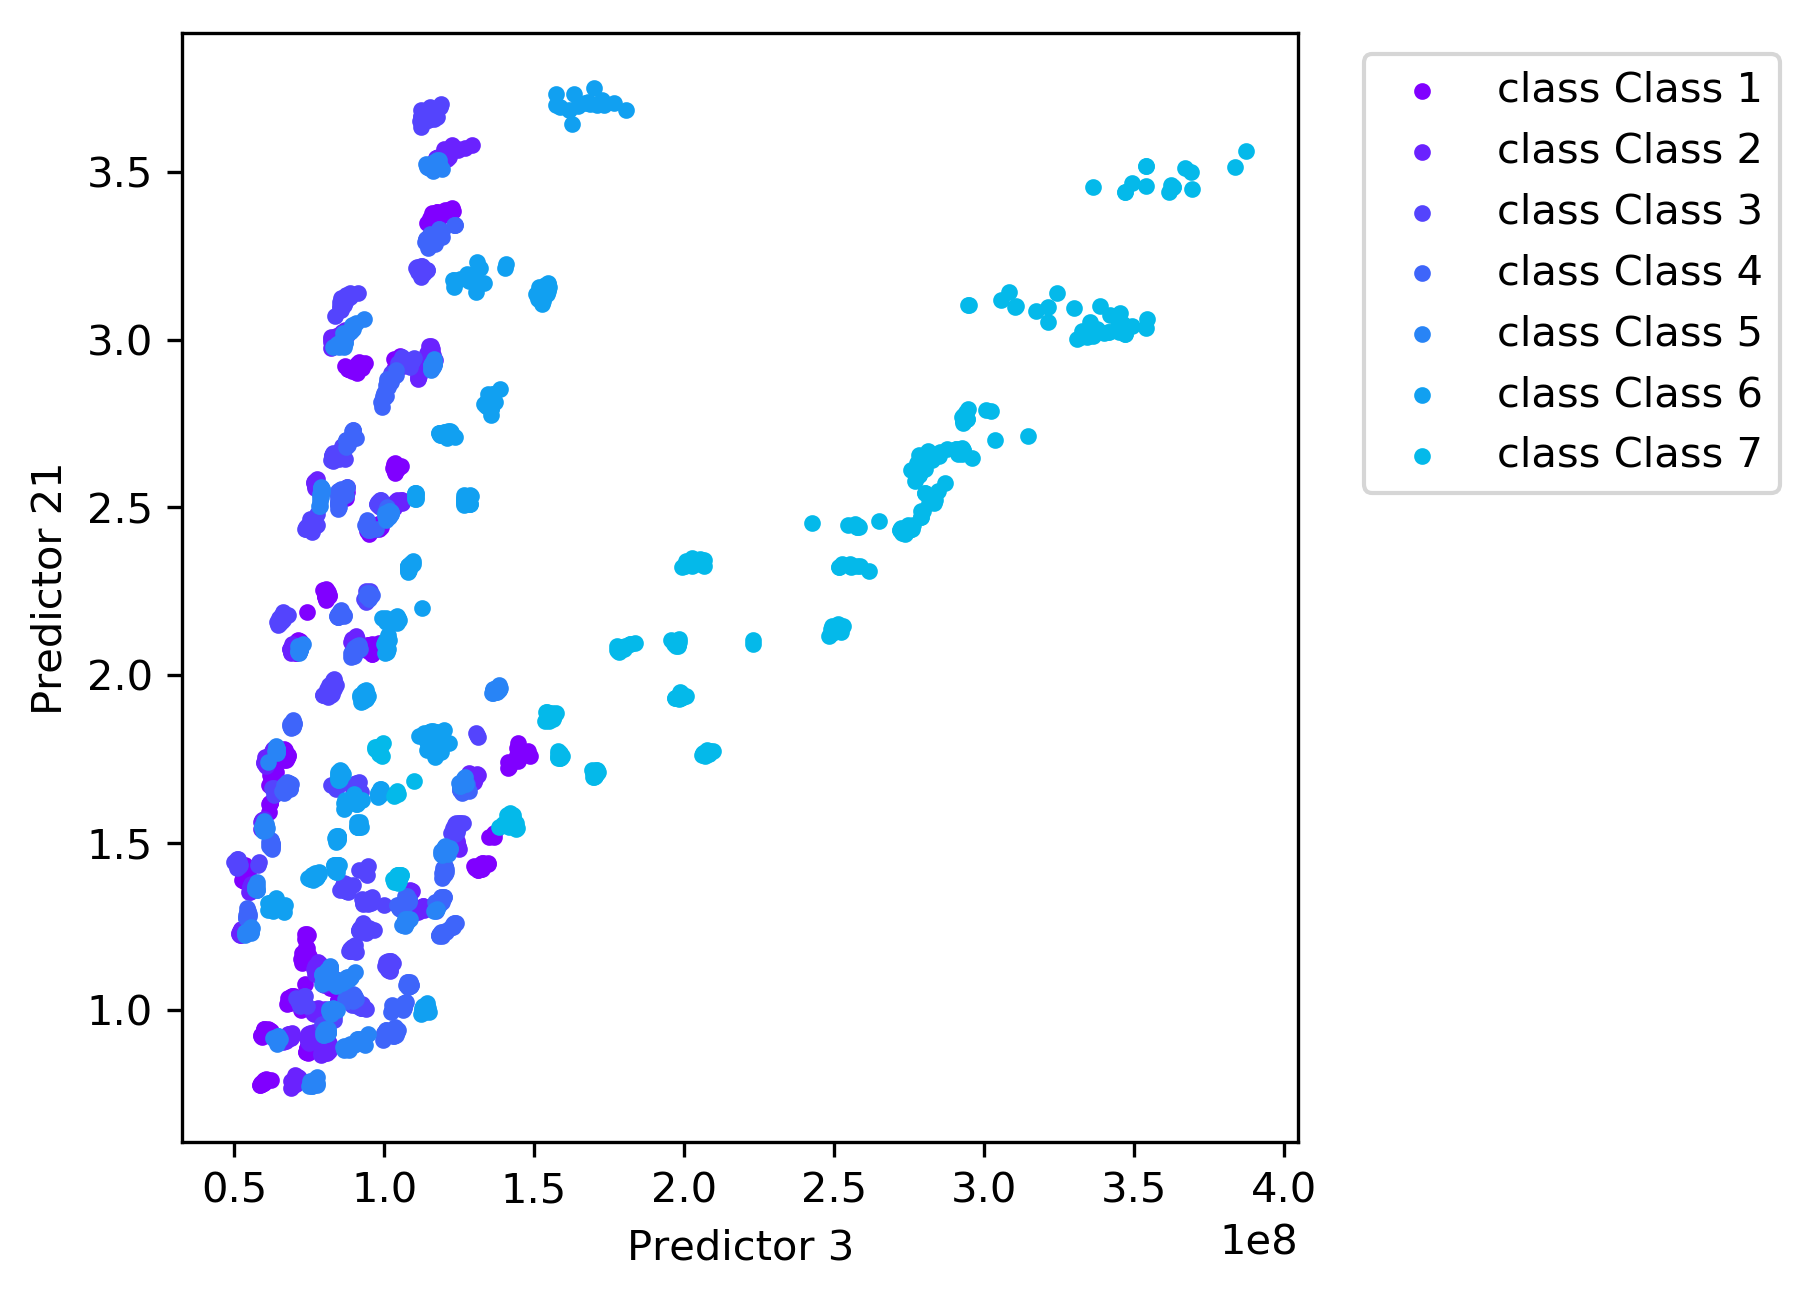 class Class 1
class Class 2
class Class 3
class Class 4
class Class 5
class Class 6
class Class 7
3.5
3.0
2.5
2.0
1.5
1.0
Predictor 21
0.5 1.0 1.5 2.0 2.5 3.0 3.5 4.0
1e8
Predictor 3